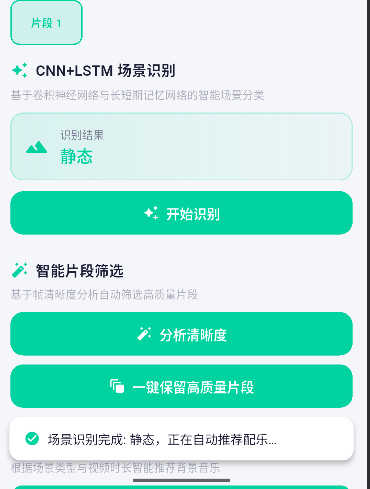 片段 1
CNN+LSTM 场景识别
基于卷积神经网络与长短期记忆网络的智能场景分类
识别结果
静态
开始识别
智能片段筛选
基于帧清晰度分析自动筛选高质量片段
分析清晰度
一键保留高质量片段
场景识别完成: 静态，正在自动推荐配乐...
根据场景类型与视频时长智能推荐背景音乐